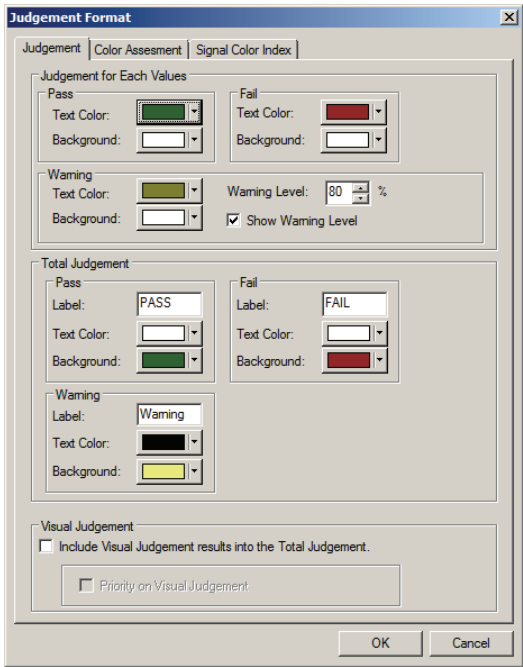 Judgement Format
Judgement Color Assesment Signal Color Index
Judgement for Each Values
Pass
Text Color:
Background:
Fail
Text Color:
Background:
Warning
Text Color:
Background:
Warning Level: 80 %
Show Warning Level
Total Judgement
Pass
Label: PASS
Text Color:
Background:
Fail
Label: FAIL
Text Color:
Background:
Warning
Label: Warning
Text Color:
Background:
Visual Judgement
Include Visual Judgement results into the Total Judgement.
Priority on Visual Judgement
OK Cancel